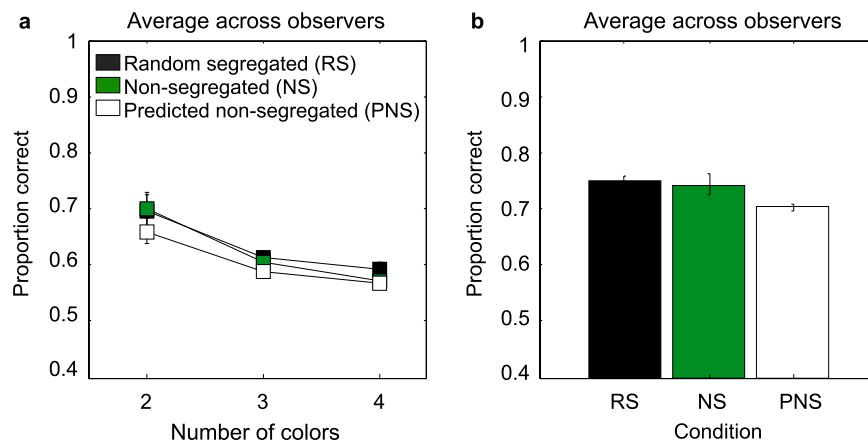 a Average across observers
1
0.9
0.8
0.7
0.6
0.5
0.4
Proportion correct
Random segregated (RS)
Non-segregated (NS)
Predicted non-segregated (PNS)
2 3 4
Number of colors
b Average across observers
1
0.9
0.8
0.7
0.6
0.5
0.4
Proportion correct
RS NS PNS
Condition